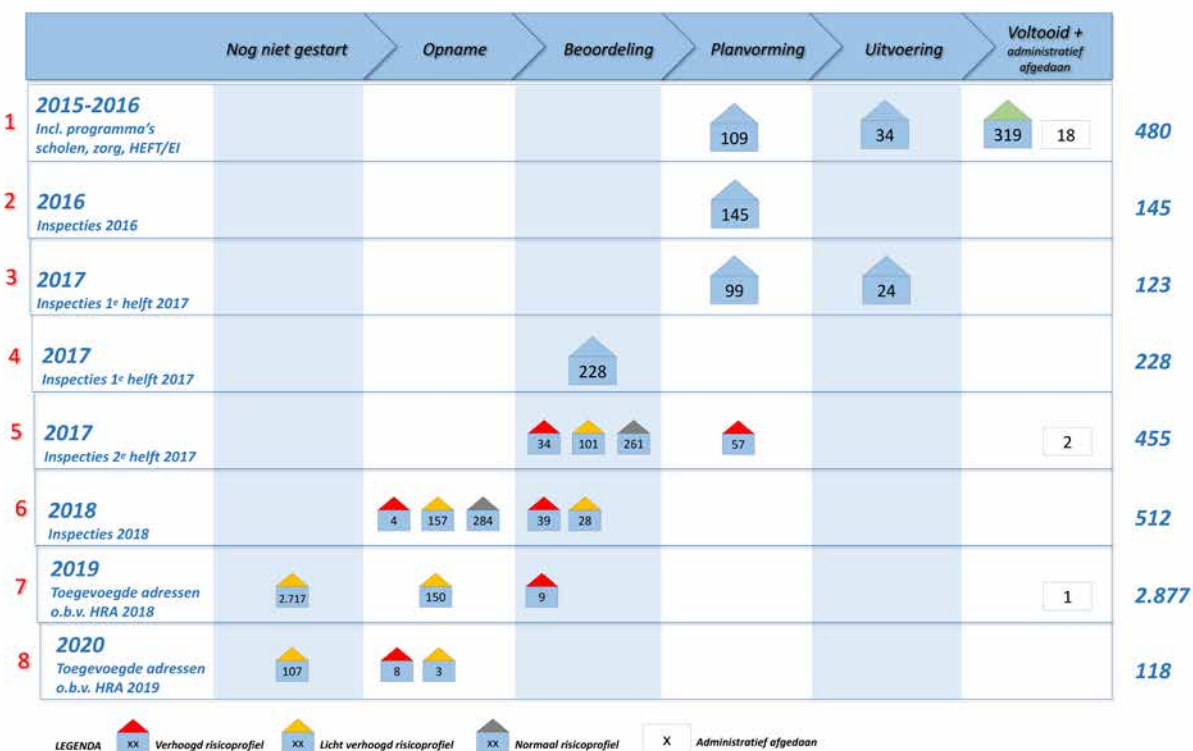 Nog niet gestart Opname Beoordeling Planvorming Uitvoering Voltooid +
administratief
afgedaan
1 2015-2016
Incl. programma's
scholen, zorg, HEFT/EI
109 34 319 18 480
2 2016
Inspecties 2016
145 145
3 2017
Inspecties 1e helft 2017
99 24 123
4 2017
Inspecties 1e helft 2017
228 228
5 2017
Inspecties 2e helft 2017
34 101 261 57 2 455
6 2018
Inspecties 2018
4 157 284 39 28 512
7 2019
Toegevoegde adressen
o.b.v. HRA 2018
2.717 150 9 1 2.877
8 2020
Toegevoegde adressen
o.b.v. HRA 2019
107 8 3 118
LEGENDA xx Verhoogd risicoprofiel xx Licht verhoogd risicoprofiel xx Normaal risicoprofiel X Administratief afgedaan